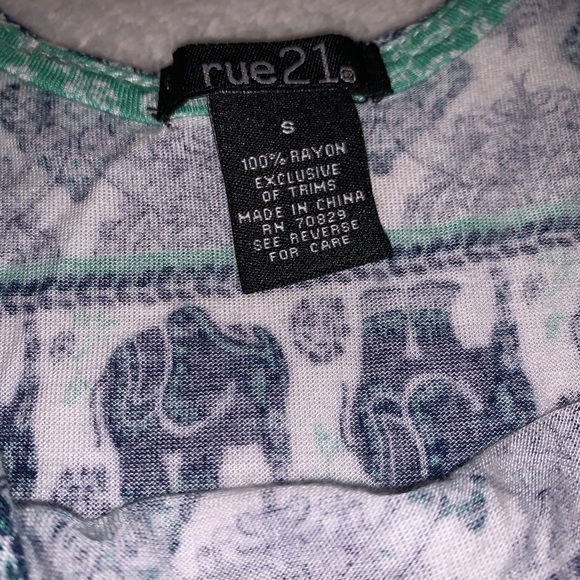 rue21®
S
100% RAYON
EXCLUSIVE
OF TRIMS
MADE IN CHINA
RN 70829
SEE REVERSE
FOR CARE